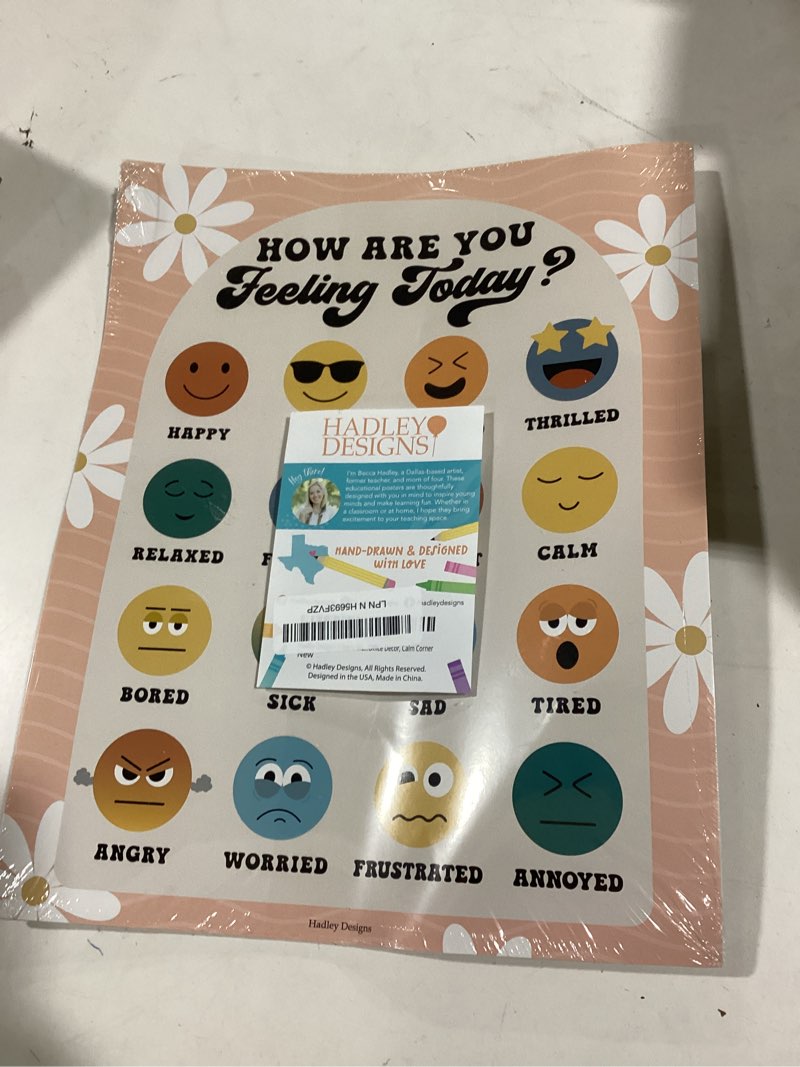 HOW ARE YOU
Feeling Today?
HAPPY
THRILLED
HADLEY
DESIGNS
Hey there!
I'm Becca Hadley, a Dallas-based artist,
former teacher, and mom of four. These
educational posters are thoughtfully
designed with you in mind to inspire young
minds and make learning fun. Whether in
a classroom or at home, I hope they bring
excitement to your teaching space.
RELAXED
F
CALM
HAND-DRAWN & DESIGNED
WITH LOVE
hadleydesigns
LPN N H5693FVZP
Decor, Calm Corner
New
© Hadley Designs, All Rights Reserved.
Designed in the USA, Made in China.
BORED
SICK
SAD
TIRED
ANGRY
WORRIED
FRUSTRATED
ANNOYED
Hadley Designs